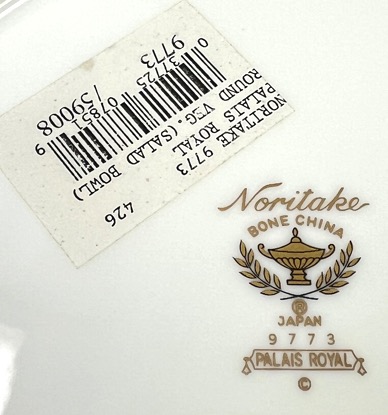 NORITAKE 9773
PALAIS ROYAL
ROUND VEG. (SALAD BOWL)
0 37725 07851 9
9773 /59008
426
Noritake
BONE CHINA
®
JAPAN
9773
PALAIS ROYAL
©